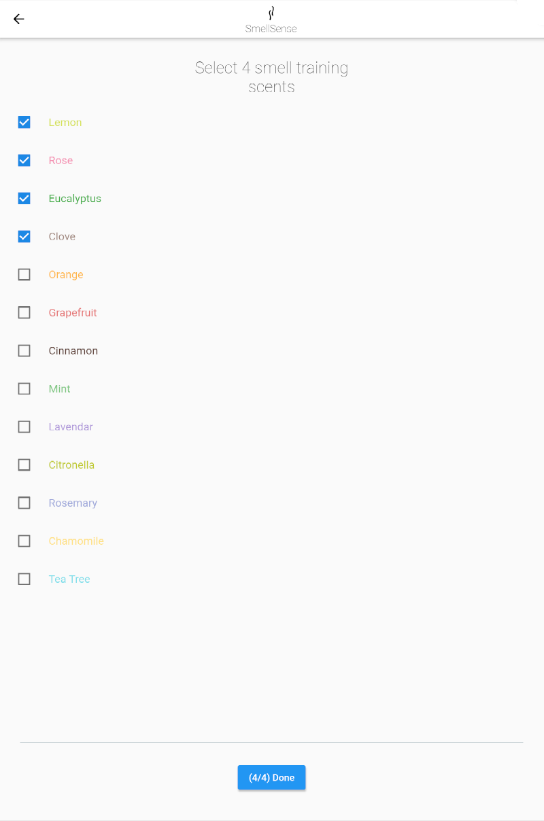 SmellSense
Select 4 smell training
scents
Lemon
Rose
Eucalyptus
Clove
Orange
Grapefruit
Cinnamon
Mint
Lavendar
Citronella
Rosemary
Chamomile
Tea Tree
(4/4) Done